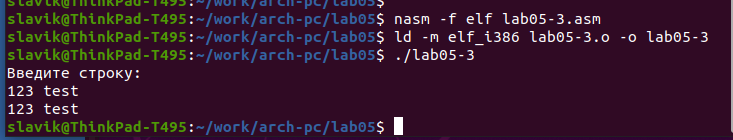 slavik@ThinkPad-T495:~/work/arch-pc/lab05$
slavik@ThinkPad-T495:~/work/arch-pc/lab05$ nasm -f elf lab05-3.asm
slavik@ThinkPad-T495:~/work/arch-pc/lab05$ ld -m elf_i386 lab05-3.o -o lab05-3
slavik@ThinkPad-T495:~/work/arch-pc/lab05$ ./lab05-3
Введите строку:
123 test
123 test
slavik@ThinkPad-T495:~/work/arch-pc/lab05$